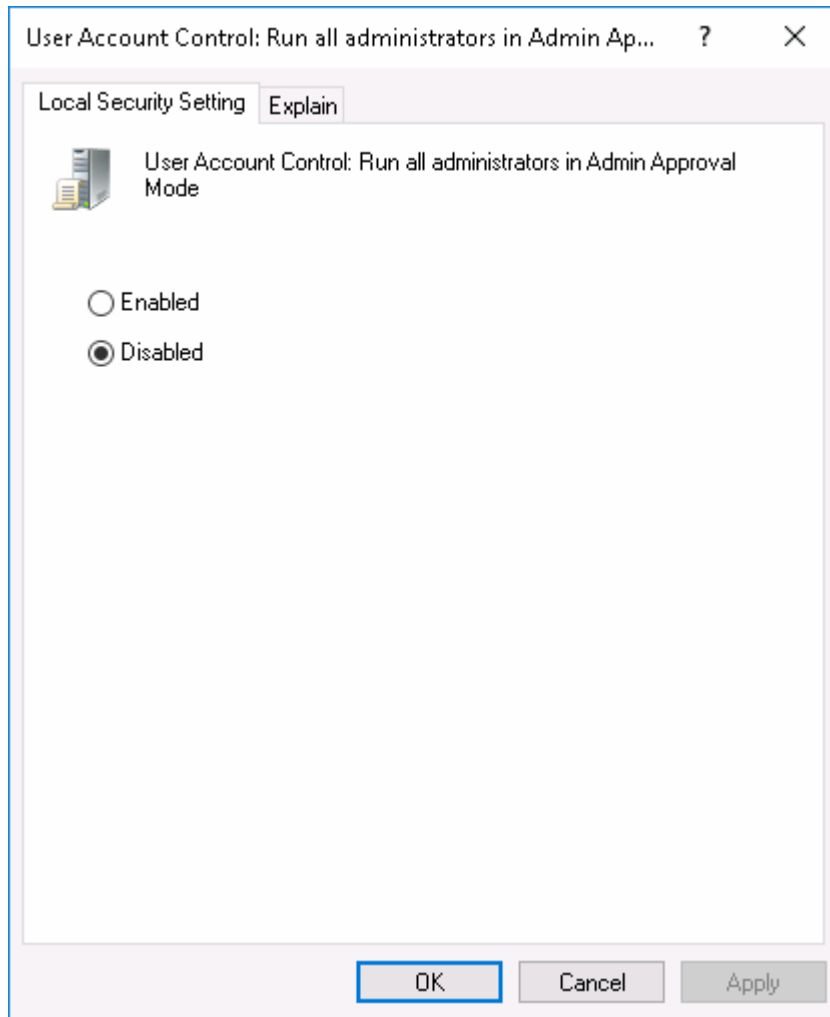 User Account Control: Run all administrators in Admin Ap... ?
Local Security Setting Explain
User Account Control: Run all administrators in Admin Approval
Mode
Enabled
Disabled
OK Cancel Apply